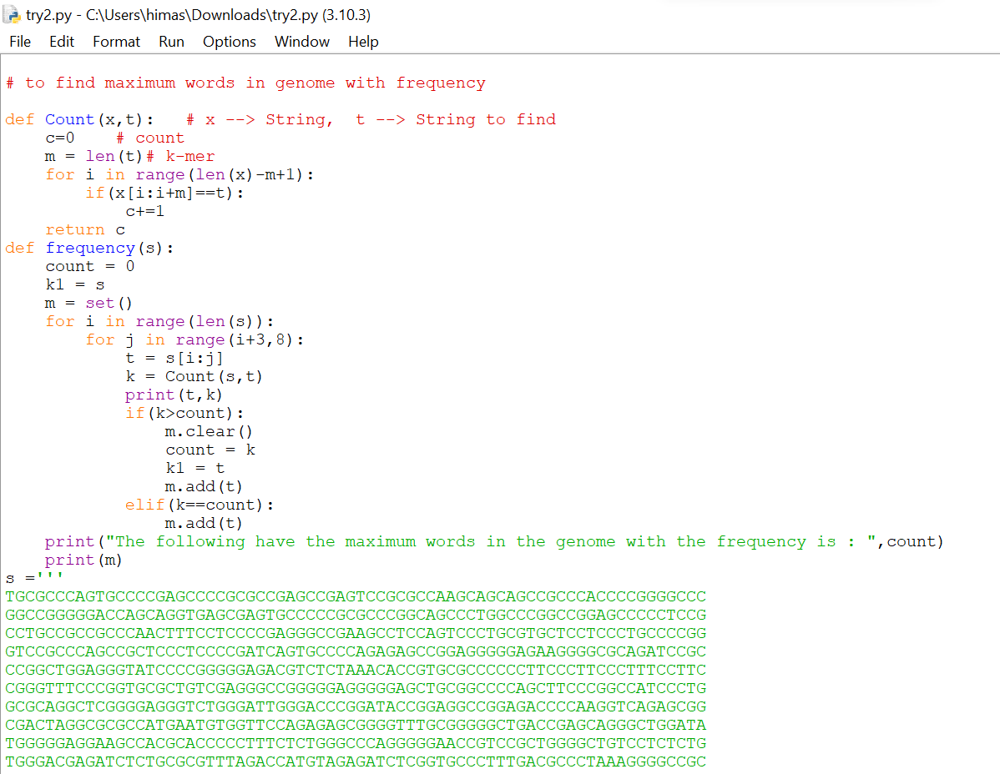 try2.py - C:\Users\himas\Downloads\try2.py (3.10.3)
File Edit Format Run Options Window Help
# to find maximum words in genome with frequency
def Count(x,t):   # x --> String,  t --> String to find
    c=0    # count
    m = len(t)# k-mer
    for i in range(len(x)-m+1):
        if(x[i:i+m]==t):
            c+=1
    return c
def frequency(s):
    count = 0
    k1 = s
    m = set()
    for i in range(len(s)):
        for j in range(i+3,8):
            t = s[i:j]
            k = Count(s,t)
            print(t,k)
            if(k>count):
                m.clear()
                count = k
                k1 = t
                m.add(t)
            elif(k==count):
                m.add(t)
    print("The following have the maximum words in the genome with the frequency is : ",count)
    print(m)
s ='''
TGCGCCCAGTGCCCCGAGCCCCGCGCCGAGCCGAGTCCGCGCCAAGCAGCAGCCGCCCACCCCGGGGCCC
GGCCGGGGGACCAGCAGGTGAGCGAGTGCCCCCGCGCCCGGCAGCCCTGGCCCGGCCGGAGCCCCCTCCG
CCTGCCGCCGCCCAACTTTCCTCCCCGAGGGCCGAAGCCTCCAGTCCCTGCGTGCTCCTCCCTGCCCCGG
GTCCGCCCAGCCGCTCCCTCCCCGATCAGTGCCCCAGAGAGCCGGAGGGGGAGAAGGGGCGCAGATCCGC
CCGGCTGGAGGGTATCCCCGGGGGAGACGTCTCTAAACACCGTGCGCCCCCCTTCCCTTCCCTTTCCTTC
CGGGTTTCCCGGTGCGCTGTCGAGGGCCGGGGGAGGGGGAGCTGCGGCCCCAGCTTCCCGGCCATCCCTG
GCGCAGGCTCGGGGAGGGTCTGGGATTGGGACCCGGATACCGGAGGCCGGAGACCCCAAGGTCAGAGCGG
CGACTAGGCGCGCCATGAATGTGGTTCCAGAGAGCGGGGTTTGCGGGGGCTGACCGAGCAGGGCTGGATA
TGGGGGAGGAAGCCACGCACCCCCTTTCTCTGGGCCCAGGGGGAACCGTCCGCTGGGGCTGTCCTCTCTG
TGGGACGAGATCTCTGCGCGTTTAGACCATGTAGAGATCTCGGTGCCCTTTGACGCCCTAAAGGGGCCGC